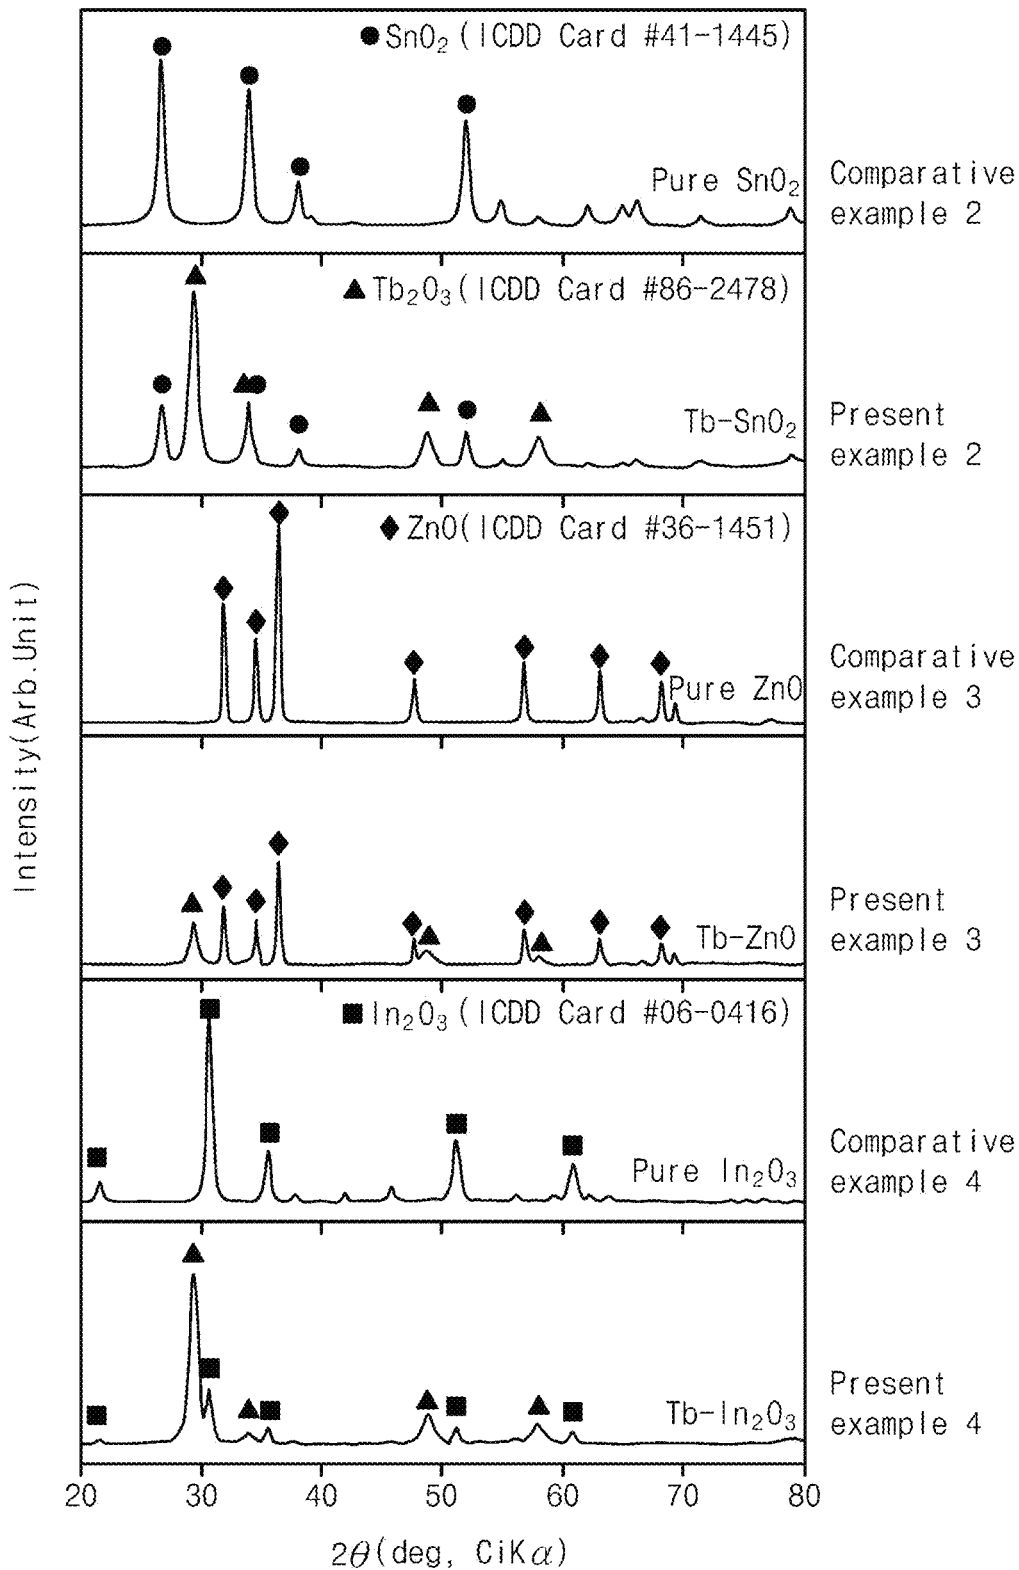 ● SnO₂ (ICDD Card #41-1445)
Pure SnO₂
Comparative
example 2
▲ Tb₂O₃(ICDD Card #86-2478)
Tb-SnO₂
Present
example 2
◆ ZnO(ICDD Card #36-1451)
Pure ZnO
Comparative
example 3
Tb-ZnO
Present
example 3
■ In₂O₃ (ICDD Card #06-0416)
Pure In₂O₃
Comparative
example 4
Tb-In₂O₃
Present
example 4
Intensity(Arb.Unit)
20 30 40 50 60 70 80
2θ(deg, CiKα)